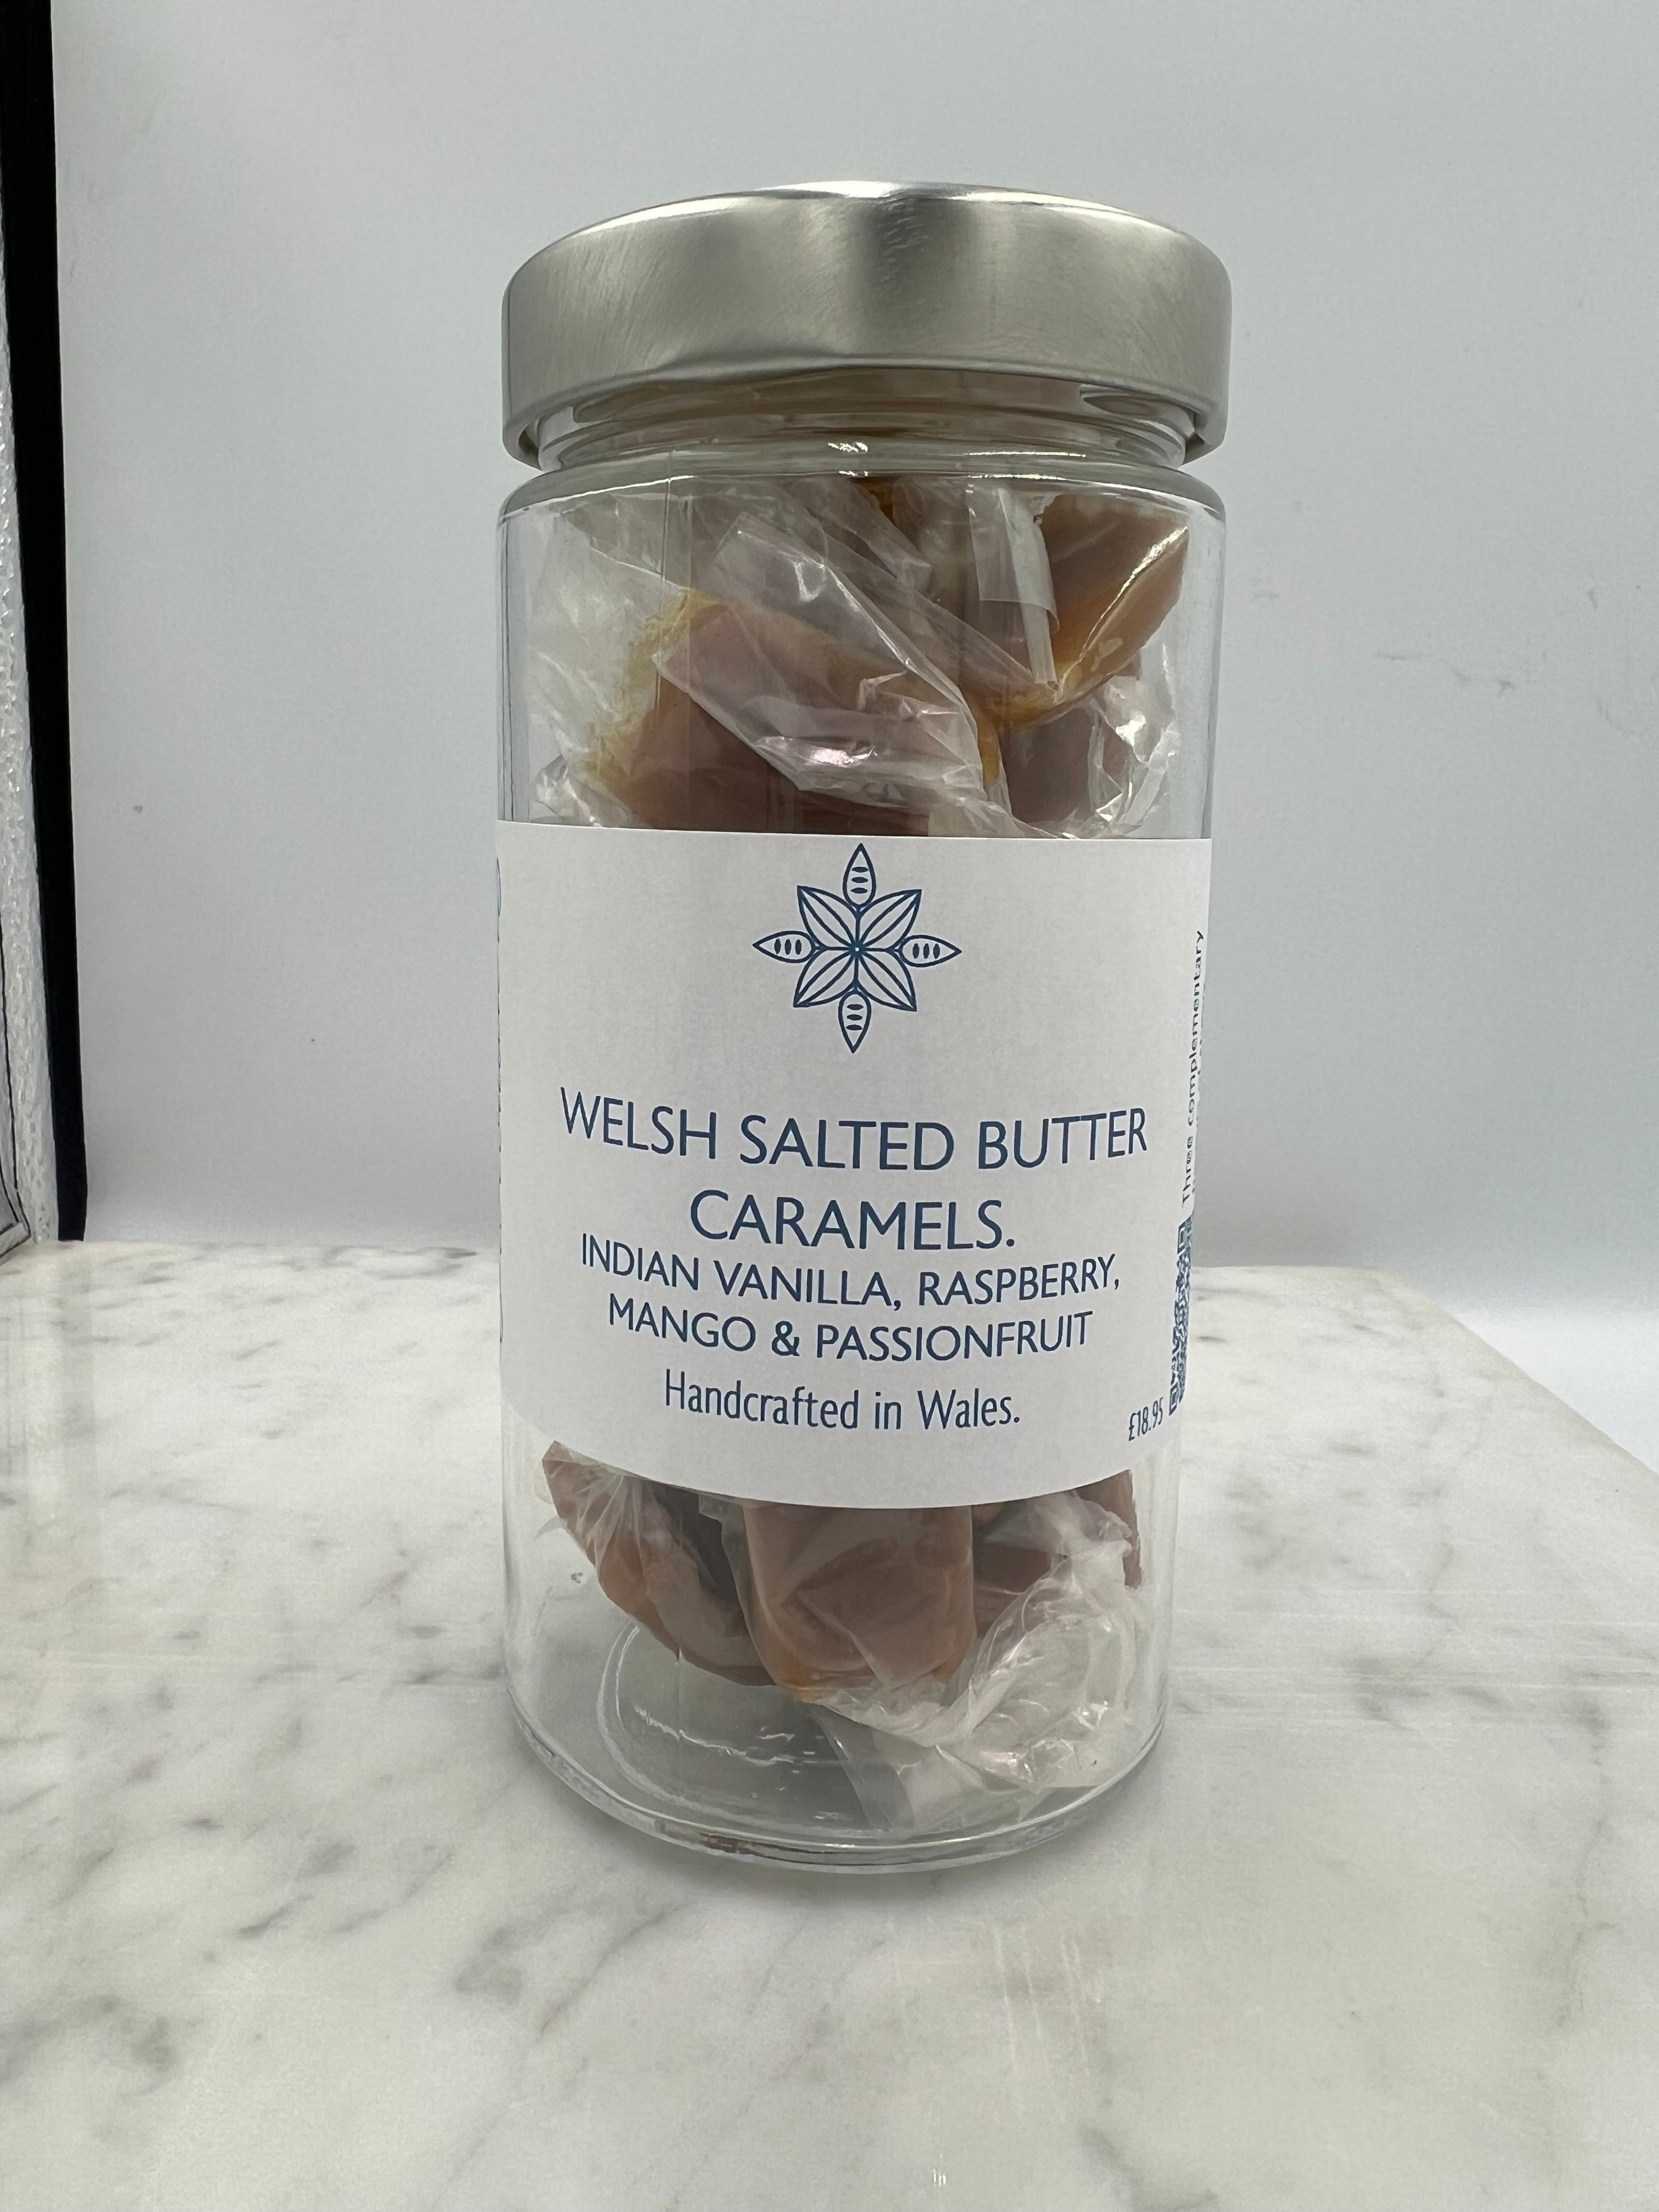 WELSH SALTED BUTTER
CARAMELS.
INDIAN VANILLA, RASPBERRY,
MANGO & PASSIONFRUIT
Handcrafted in Wales.
£18.95
Three complementary